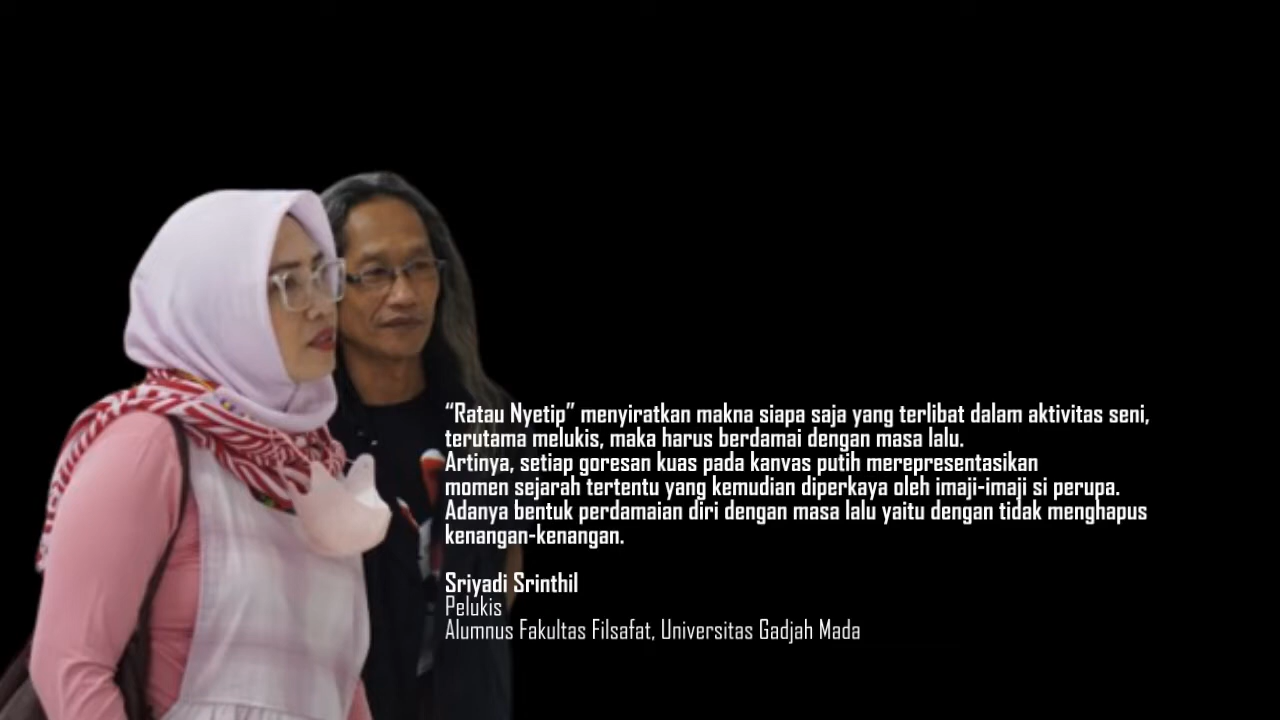 “Ratau Nyetip” menyiratkan makna siapa saja yang terlibat dalam aktivitas seni,
terutama melukis, maka harus berdamai dengan masa lalu.
Artinya, setiap goresan kuas pada kanvas putih merepresentasikan
momen sejarah tertentu yang kemudian diperkaya oleh imaji-imaji si perupa.
Adanya bentuk perdamaian diri dengan masa lalu yaitu dengan tidak menghapus
kenangan-kenangan.
Sriyadi Srinthil
Pelukis
Alumnus Fakultas Filsafat, Universitas Gadjah Mada